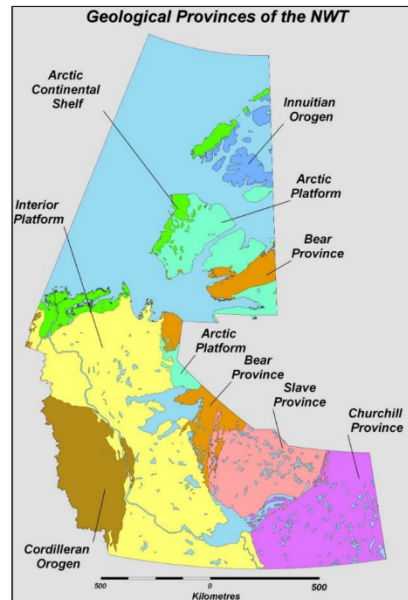 Geological Provinces of the NWT
Arctic
Continental
Shelf
Innuitian
Orogen
Arctic
Platform
Interior
Platform
Bear
Province
Arctic
Platform
Bear
Province
Slave
Province
Churchill
Province
Cordilleran
Orogen
500 0 500
Kilometres